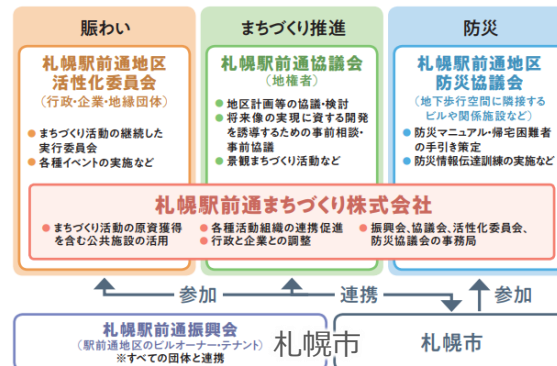 賑わい
まちづくり推進
防災
札幌駅前通地区
活性化委員会
(行政・企業・地縁団体)
● まちづくり活動の継続した
実行委員会
● 各種イベントの実施など
札幌駅前通協議会
(地権者)
● 地区計画等の協議・検討
● 将来像の実現に資する開発
を誘導するための事前相談・
事前協議
● 景観まちづくり活動など
札幌駅前通地区
防災協議会
(地下歩行空間に隣接する
ビルや関係施設など)
● 防災マニュアル・帰宅困難者
の手引き策定
● 防災情報伝達訓練の実施など
札幌駅前通まちづくり株式会社
● まちづくり活動の原資獲得
を含む公共施設の活用
● 各種活動組織の連携促進
● 行政と企業との調整
● 振興会、協議会、活性化委員会、
防災協議会の事務局
参加
連携
参加
札幌駅前通振興会
(駅前通地区のビルオーナー・テナント)
※すべての団体と連携
札幌市
札幌市